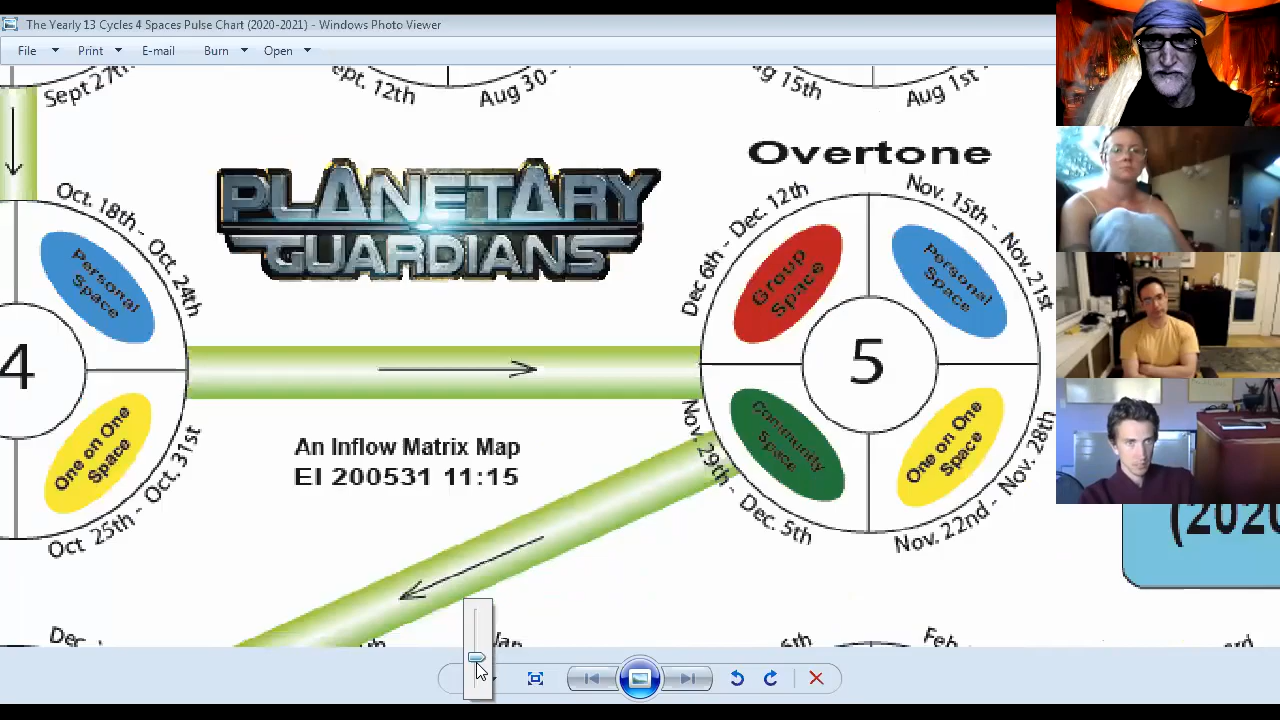 The Yearly 13 Cycles 4 Spaces Pulse Chart (2020-2021) - Windows Photo Viewer
File Print E-mail Burn Open
Sept 27th
Sept. 12th
Aug 30-
Aug 15th
Aug 1st
PLANETARY
GUARDIANS
Overtone
Oct. 18th - Oct. 24th
Personal
Space
4
One on One
Space
Oct 25th - Oct. 31st
An Inflow Matrix Map
EI 200531 11:15
Dec 6th - Dec. 12th
Nov. 15th - Nov. 21st
Group
Space
Personal
Space
5
Community
Space
One on One
Space
Nov. 29th - Dec. 5th
Nov. 22nd - Nov. 28th
(2020
Dec
Jan
Feb